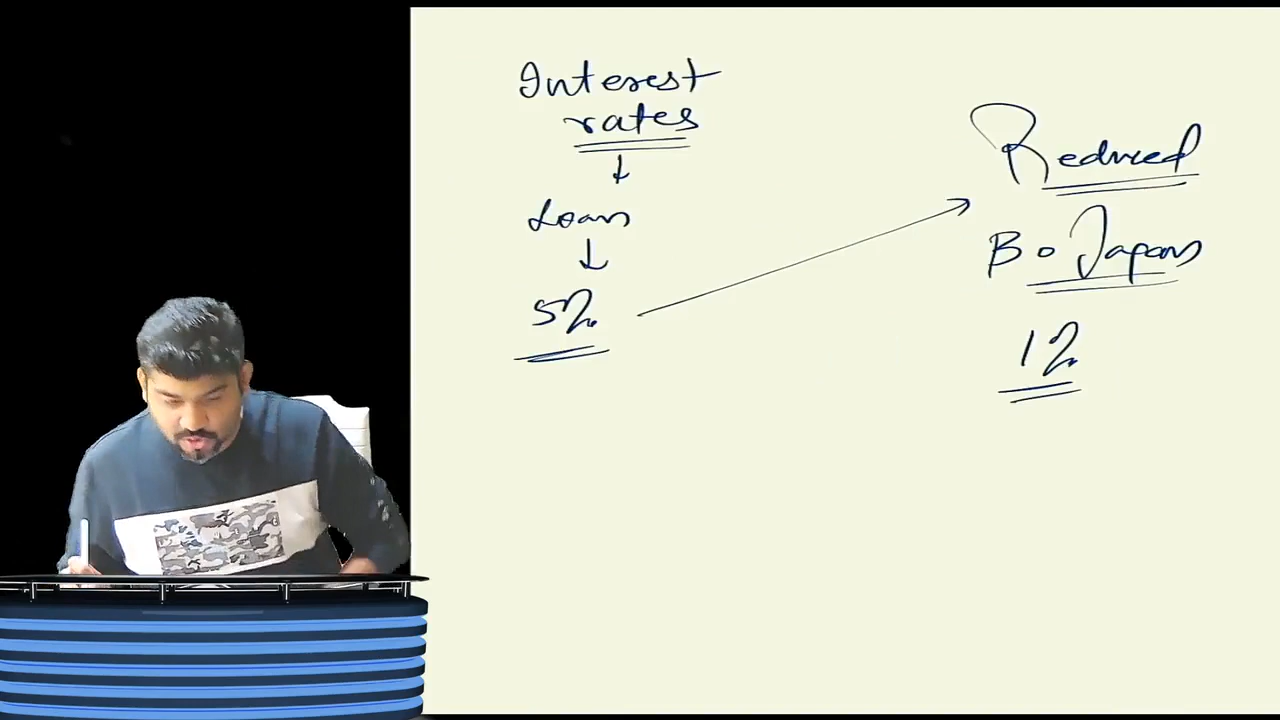 Interest
rates
↓
Loan
↓
5%
Reduced
B o Japan
1%